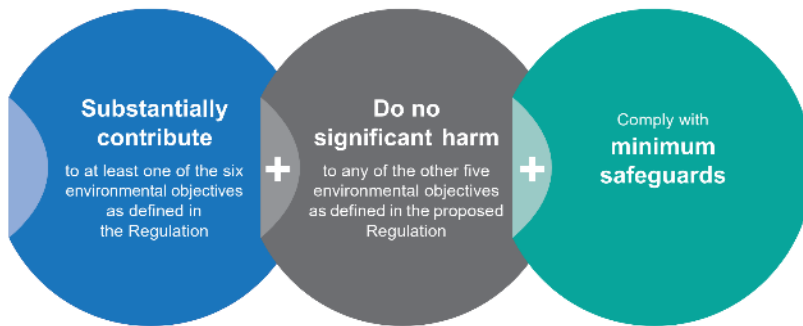 Substantially
contribute
to at least one of the six
environmental objectives
as defined in
the Regulation
+
Do no
significant harm
to any of the other five
environmental objectives
as defined in the proposed
Regulation
+
Comply with
minimum
safeguards